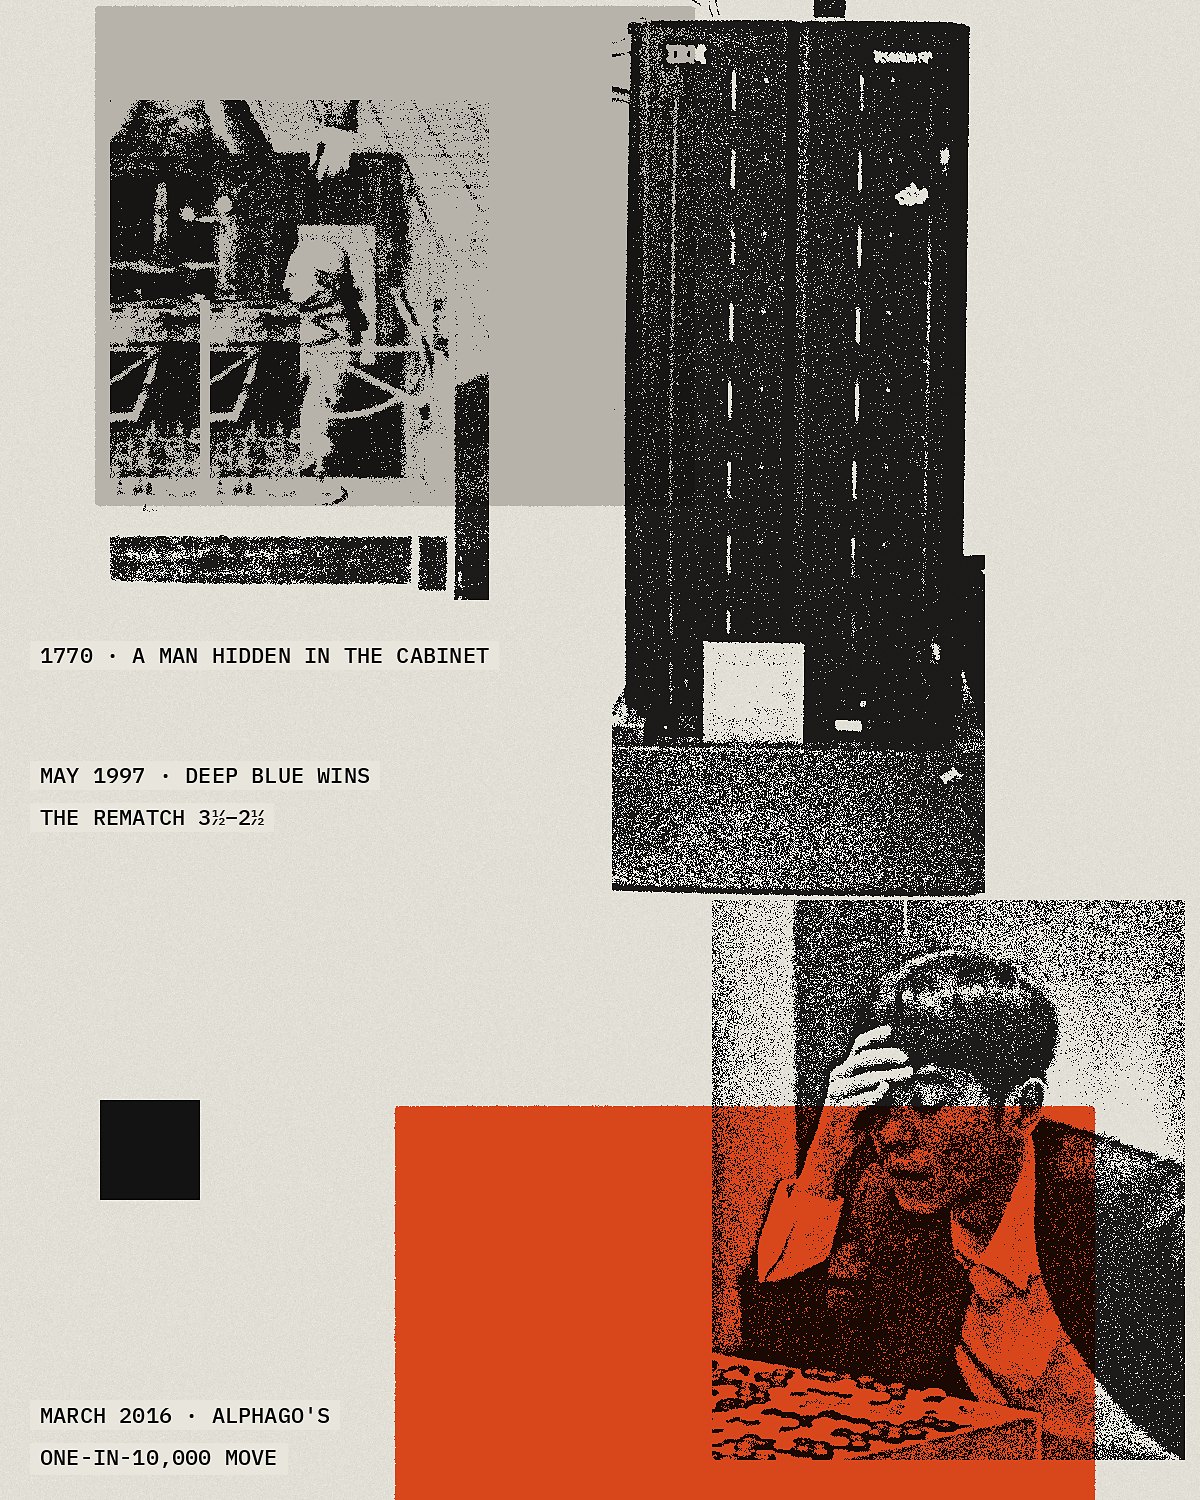 IBM
1770 · A MAN HIDDEN IN THE CABINET
MAY 1997 · DEEP BLUE WINS
THE REMATCH 3½–2½
MARCH 2016 · ALPHAGO'S
ONE-IN-10,000 MOVE